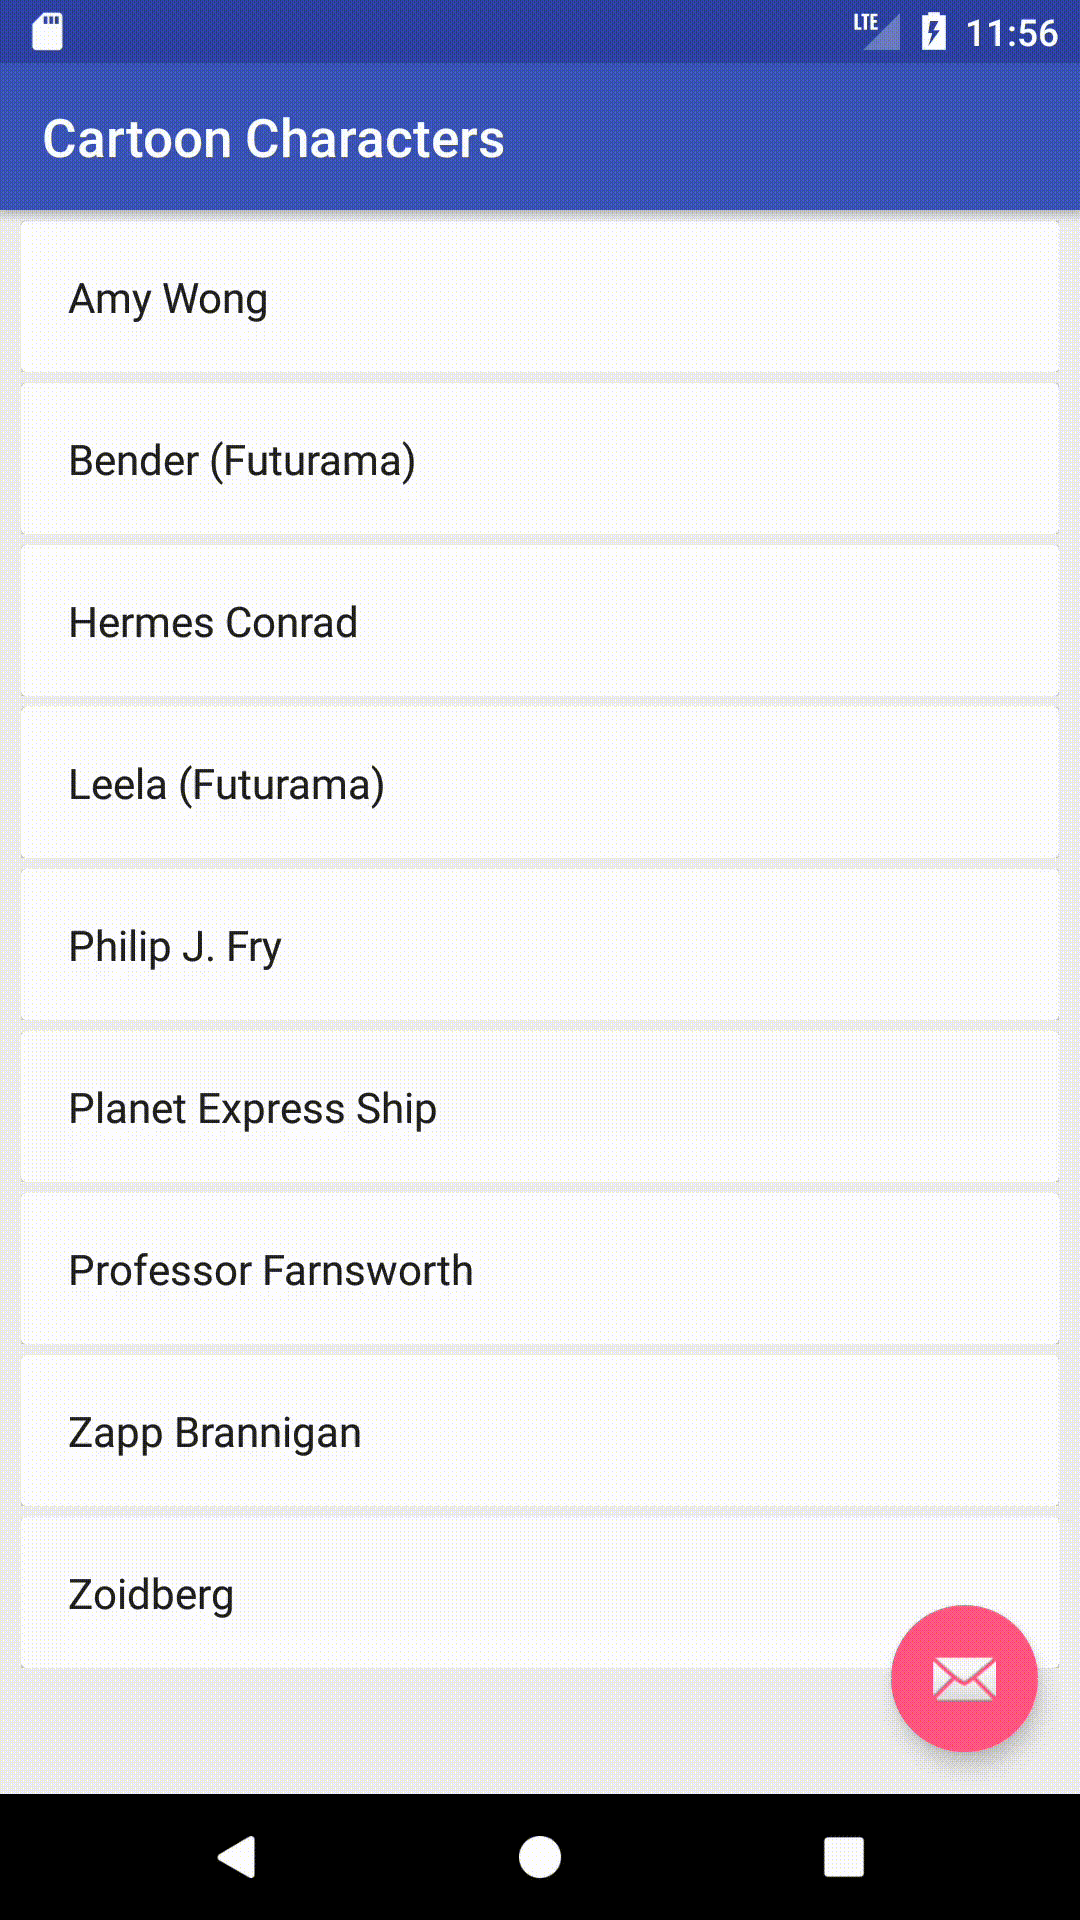 LTE 11:56
Cartoon Characters
Amy Wong
Bender (Futurama)
Hermes Conrad
Leela (Futurama)
Philip J. Fry
Planet Express Ship
Professor Farnsworth
Zapp Brannigan
Zoidberg